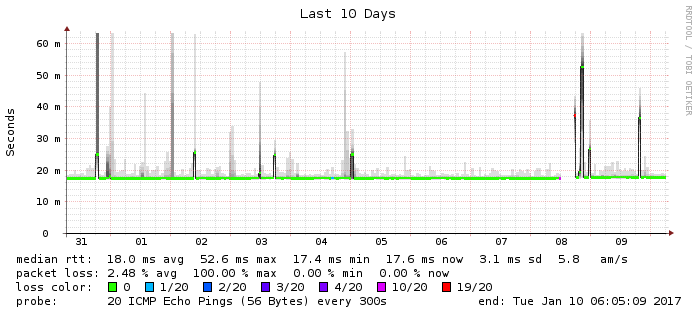 Last 10 Days
RRDTOOL / TOBI OETIKER
Seconds
60 m
50 m
40 m
30 m
20 m
10 m
0
31 01 02 03 04 05 06 07 08 09
median rtt: 18.0 ms avg 52.6 ms max 17.4 ms min 17.6 ms now 3.1 ms sd 5.8 am/s
packet loss: 2.48 % avg 100.00 % max 0.00 % min 0.00 % now
loss color: 0 1/20 2/20 3/20 4/20 10/20 19/20
probe: 20 ICMP Echo Pings (56 Bytes) every 300s end: Tue Jan 10 06:05:09 2017